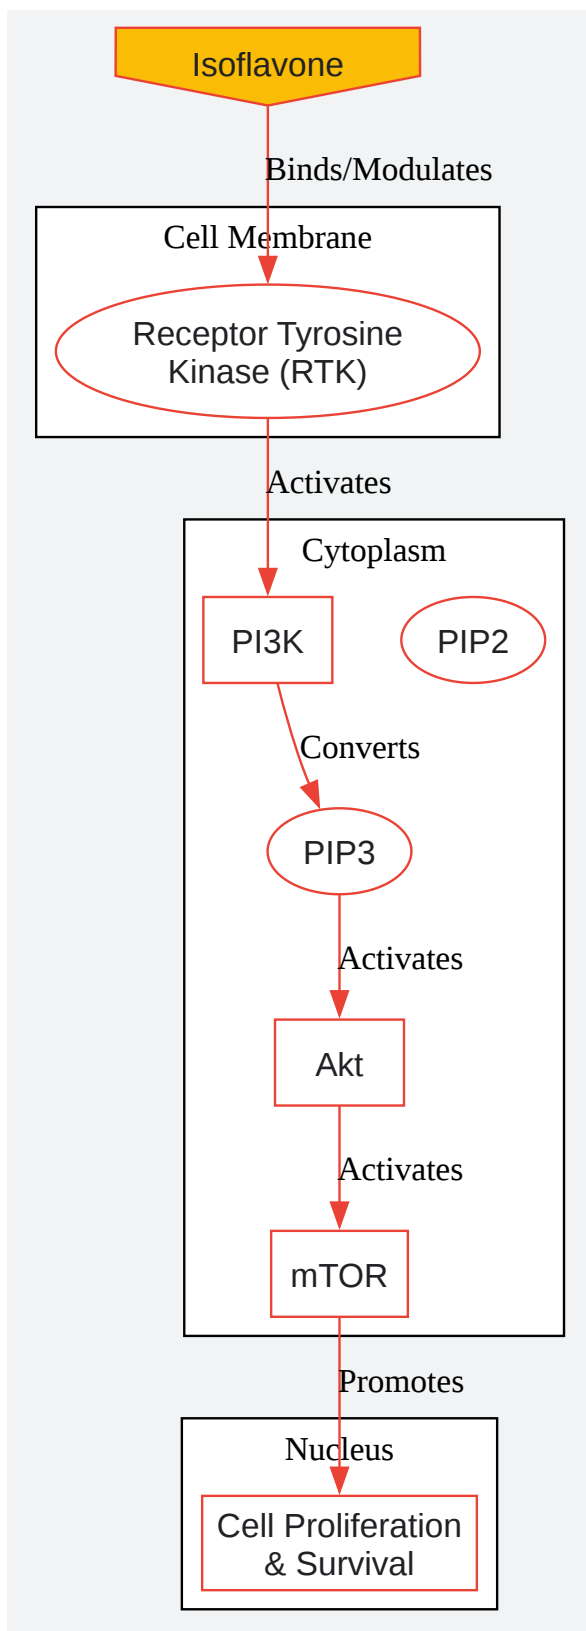 Isoflavone
Binds/Modulates
Cell Membrane
Receptor Tyrosine
Kinase (RTK)
Activates
Cytoplasm
PI3K
PIP2
Converts
PIP3
Activates
Akt
Activates
mTOR
Promotes
Nucleus
Cell Proliferation
& Survival